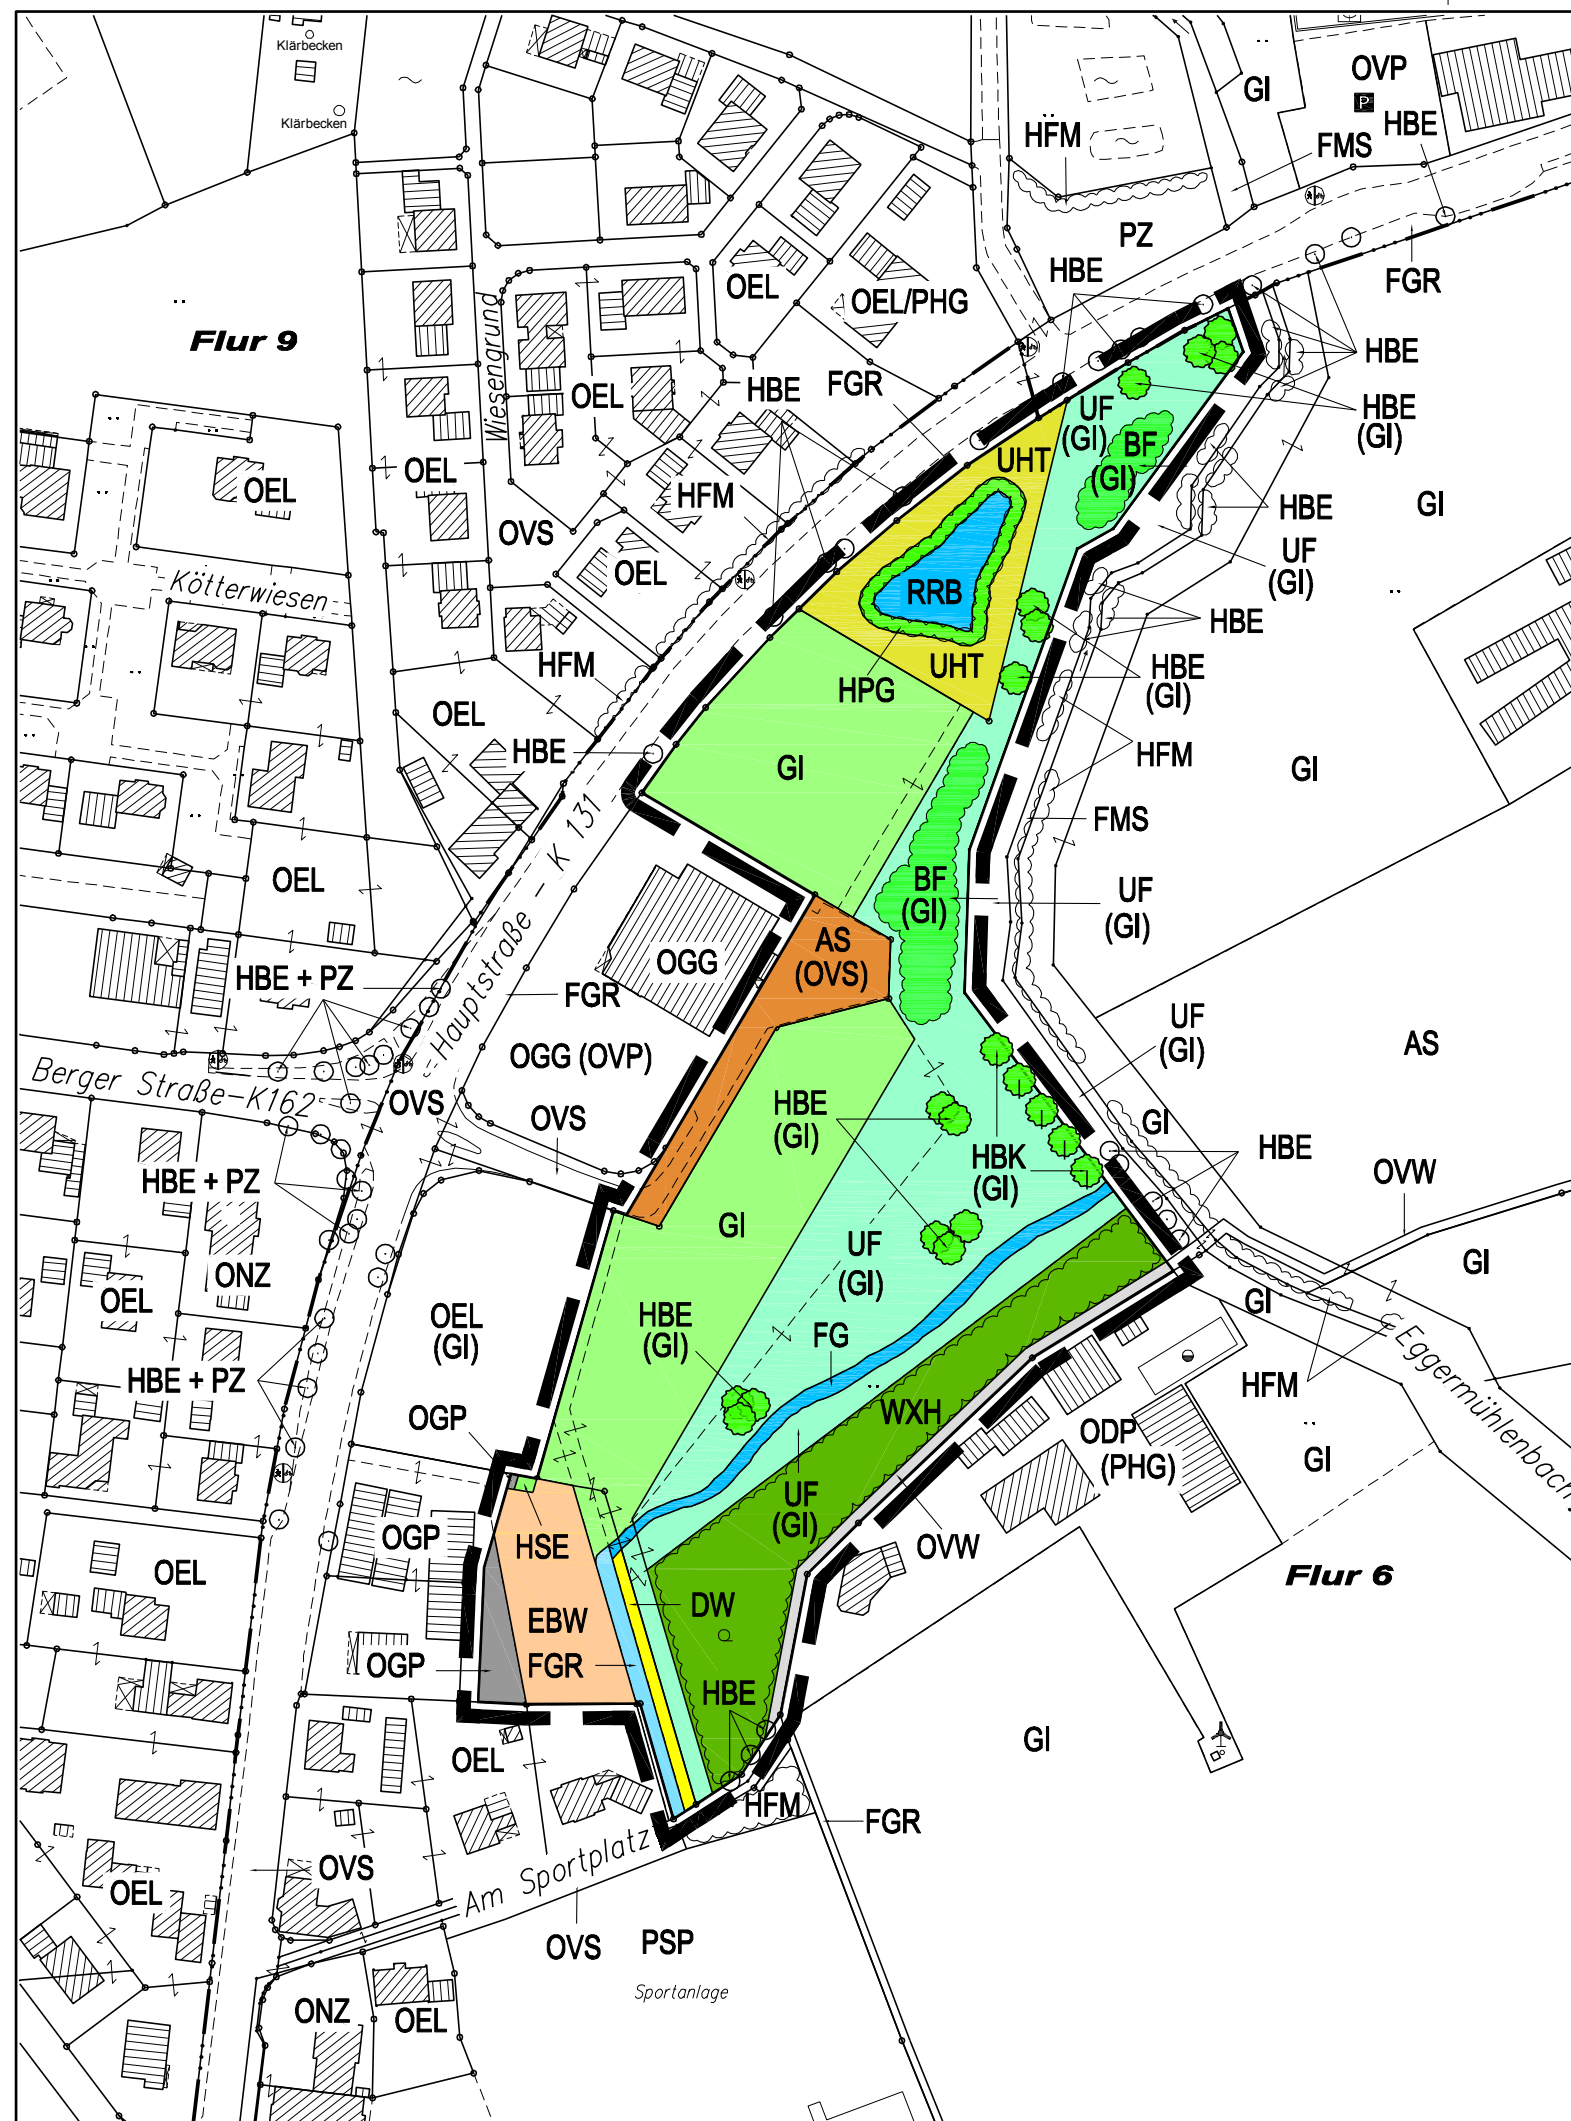 Klärbecken
Klärbecken
OVP
P
GI
HBE
HFM
FMS
PZ
HBE
OEL
OEL/PHG
FGR
Flur 9
Wiesengrund
OEL
HBE
FGR
HBE
HBE
(GI)
UF
(GI)
BF
(GI)
UHT
OEL
OEL
HFM
OVS
OEL
HBE
GI
UF
(GI)
Kötterwiesen
RRB
HBE
HFM
UHT
HPG
HBE
(GI)
OEL
HBE
HFM
GI
GI
FMS
Hauptstraße - K 131
OEL
BF
(GI)
UF
(GI)
AS
(OVS)
OGG
HBE + PZ
FGR
OGG (OVP)
UF
(GI)
AS
Berger Straße-K162
OVS
OVS
HBE
(GI)
GI
HBK
(GI)
HBE
OVW
HBE + PZ
GI
UF
(GI)
GI
ONZ
OEL
OEL
(GI)
HBE
(GI)
FG
GI
Eggermühlenbach
HBE + PZ
HFM
OGP
WXH
ODP
(PHG)
GI
UF
(GI)
OGP
HSE
OVW
OEL
Flur 6
EBW
DW
OGP
FGR
HBE
GI
OEL
HFM
FGR
OVS
OEL
Am Sportplatz
OVS
PSP
Sportanlage
ONZ
OEL